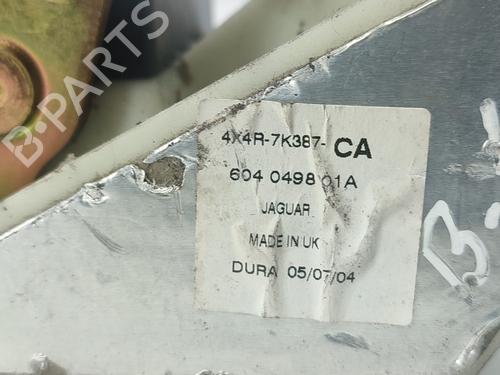 4X4R-7K387- CA
604 0498 01A
JAGUAR
MADE IN UK
DURA 05/07/04
B-PARTS